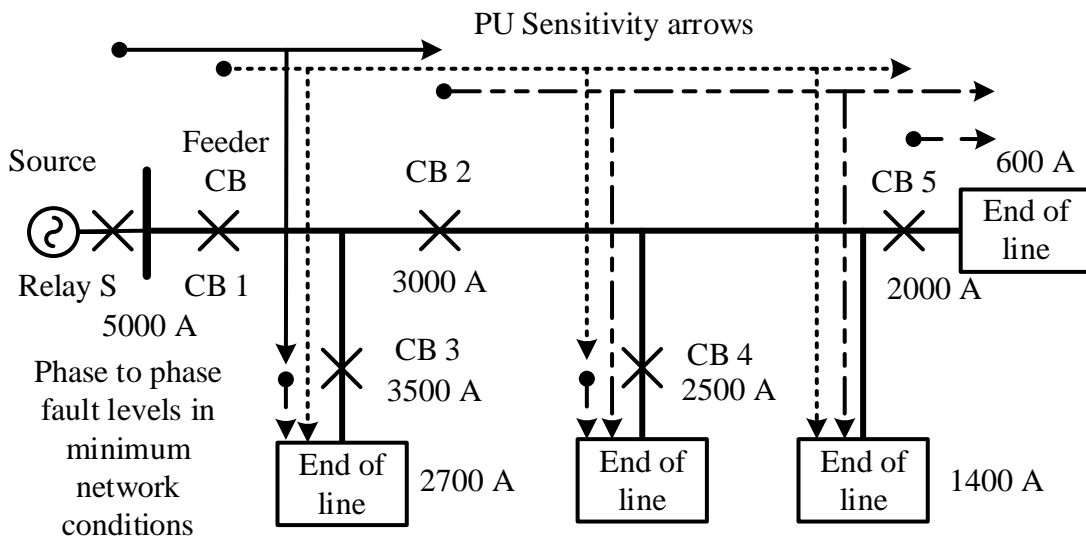 PU Sensitivity arrows
Source
Feeder
CB
CB 2
CB 5
600 A
End of
line
Relay S
CB 1
5000 A
3000 A
2000 A
CB 3
3500 A
CB 4
2500 A
Phase to phase
fault levels in
minimum
network
conditions
End of
line
2700 A
End of
line
End of
line
1400 A